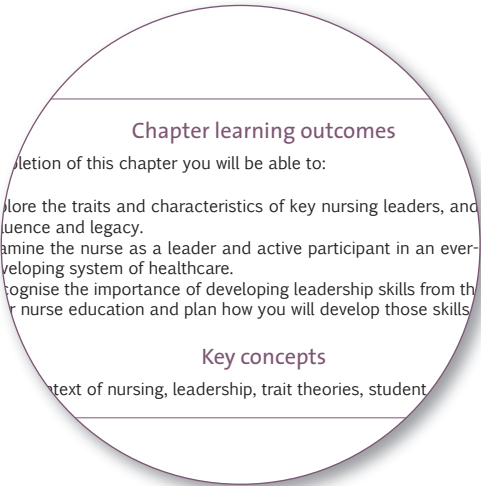 Chapter learning outcomes
letion of this chapter you will be able to:
lore the traits and characteristics of key nursing leaders, and
uence and legacy.
amine the nurse as a leader and active participant in an ever-
veloping system of healthcare.
cognise the importance of developing leadership skills from th
r nurse education and plan how you will develop those skills
Key concepts
ntext of nursing, leadership, trait theories, student